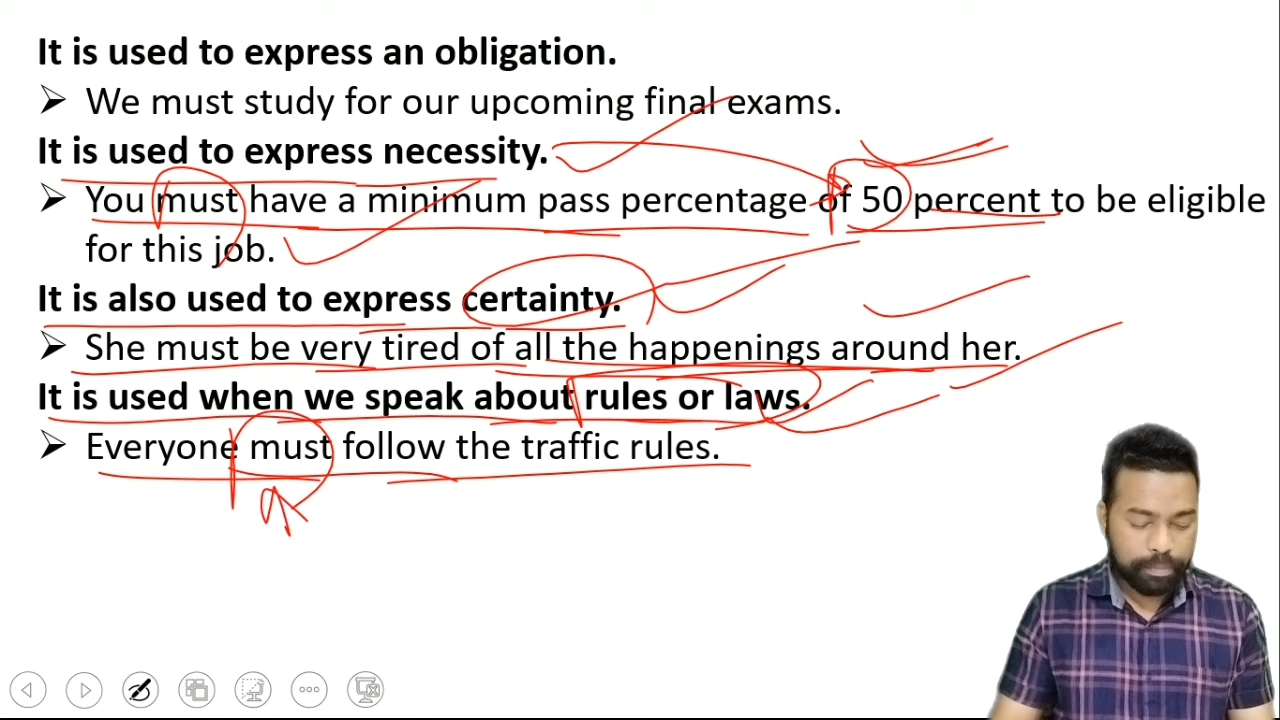 It is used to express an obligation.
➢ We must study for our upcoming final exams.
It is used to express necessity.
➢ You must have a minimum pass percentage of 50 percent to be eligible
for this job.
It is also used to express certainty.
➢ She must be very tired of all the happenings around her.
It is used when we speak about rules or laws.
➢ Everyone must follow the traffic rules.